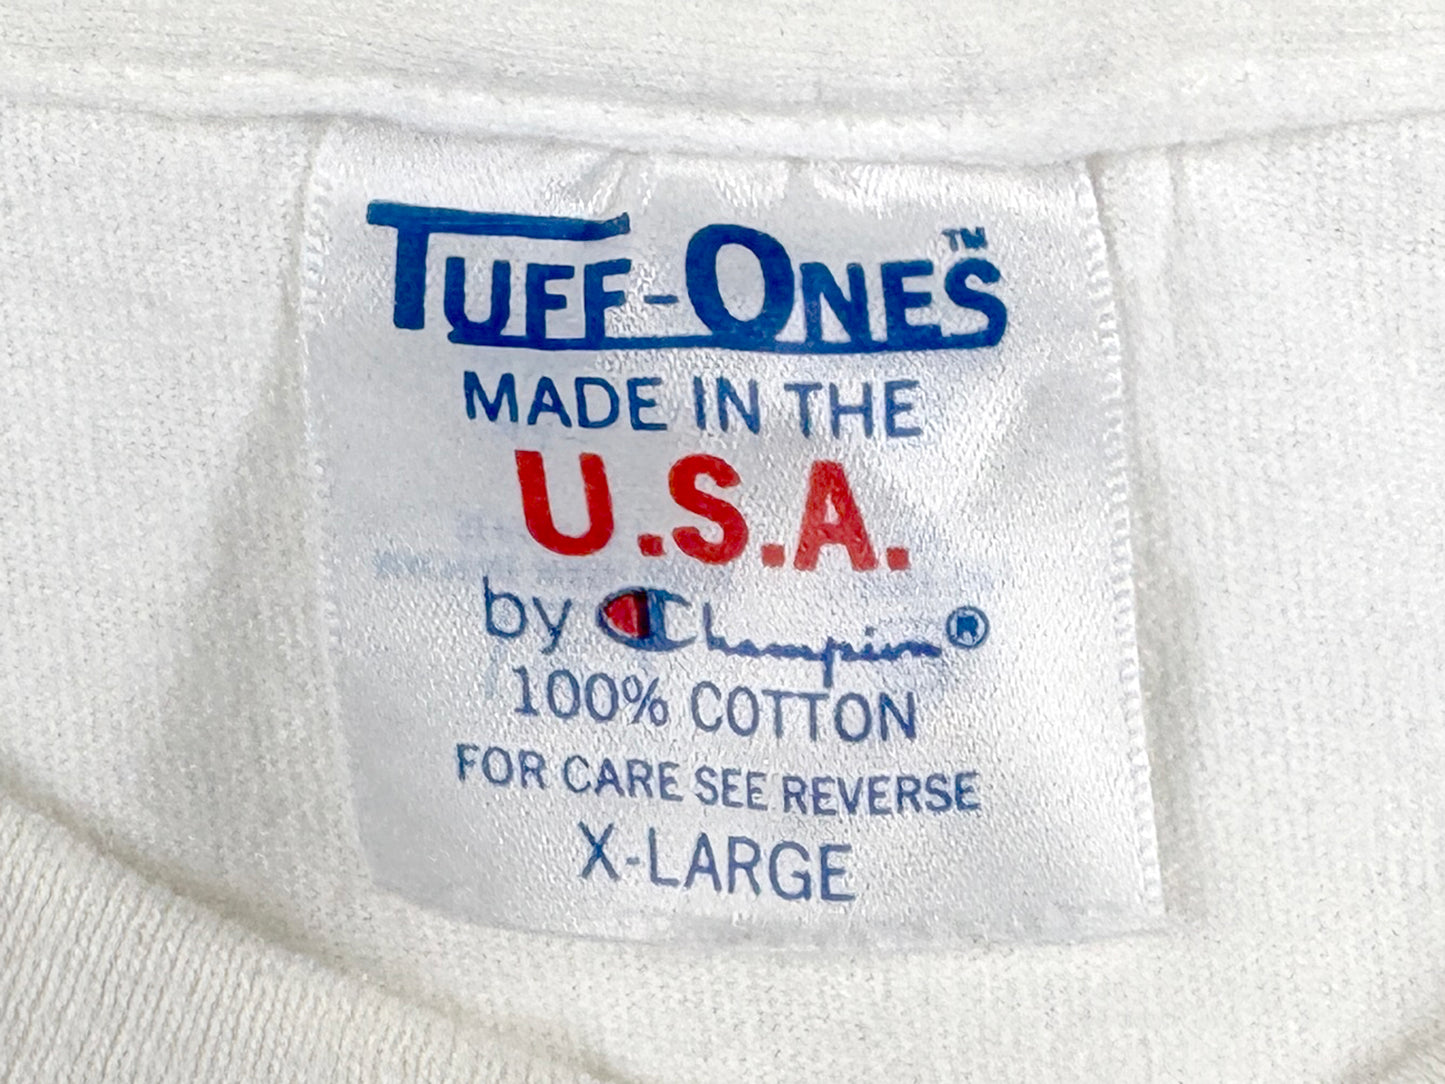 TUFF-ONES™
MADE IN THE
U.S.A.
by Champion®
100% COTTON
FOR CARE SEE REVERSE
X-LARGE